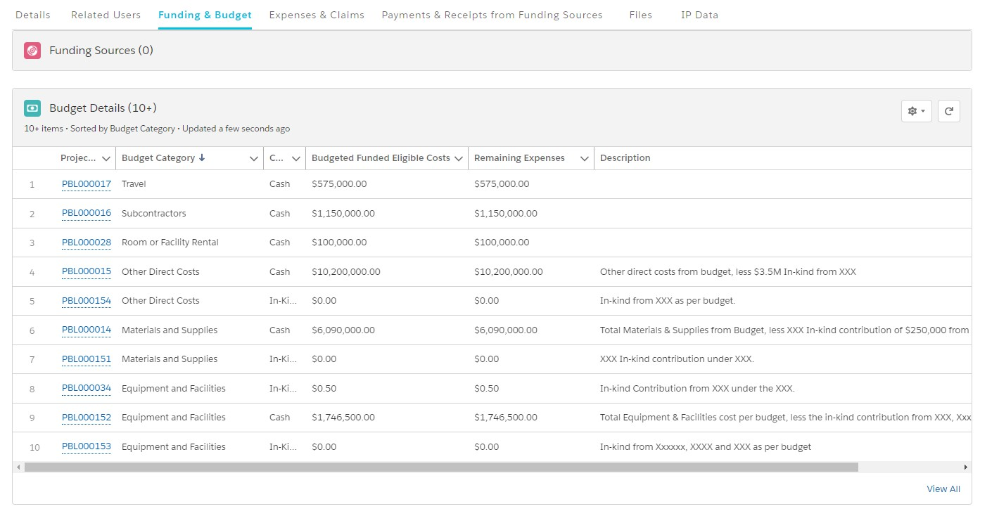 Details Related Users Funding & Budget Expenses & Claims Payments & Receipts from Funding Sources Files IP Data
Funding Sources (0)
Budget Details (10+)
10+ items • Sorted by Budget Category • Updated a few seconds ago
Projec... Budget Category C... Budgeted Funded Eligible Costs Remaining Expenses Description
1 PBL000017 Travel Cash $575,000.00 $575,000.00
2 PBL000016 Subcontractors Cash $1,150,000.00 $1,150,000.00
3 PBL000028 Room or Facility Rental Cash $100,000.00 $100,000.00
4 PBL000015 Other Direct Costs Cash $10,200,000.00 $10,200,000.00 Other direct costs from budget, less $3.5M In-kind from XXX
5 PBL000154 Other Direct Costs In-Ki... $0.00 $0.00 In-kind from XXX as per budget.
6 PBL000014 Materials and Supplies Cash $6,090,000.00 $6,090,000.00 Total Materials & Supplies from Budget, less XXX In-kind contribution of $250,000 from
7 PBL000151 Materials and Supplies In-Ki... $0.00 $0.00 XXX In-kind contribution under XXX.
8 PBL000034 Equipment and Facilities In-Ki... $0.50 $0.50 In-kind Contribution from XXX under the XXX.
9 PBL000152 Equipment and Facilities Cash $1,746,500.00 $1,746,500.00 Total Equipment & Facilities cost per budget, less the in-kind contribution from XXX, Xxx
10 PBL000153 Equipment and Facilities In-Ki... $0.00 $0.00 In-kind from Xxxxxx, XXXX and XXX as per budget
View All